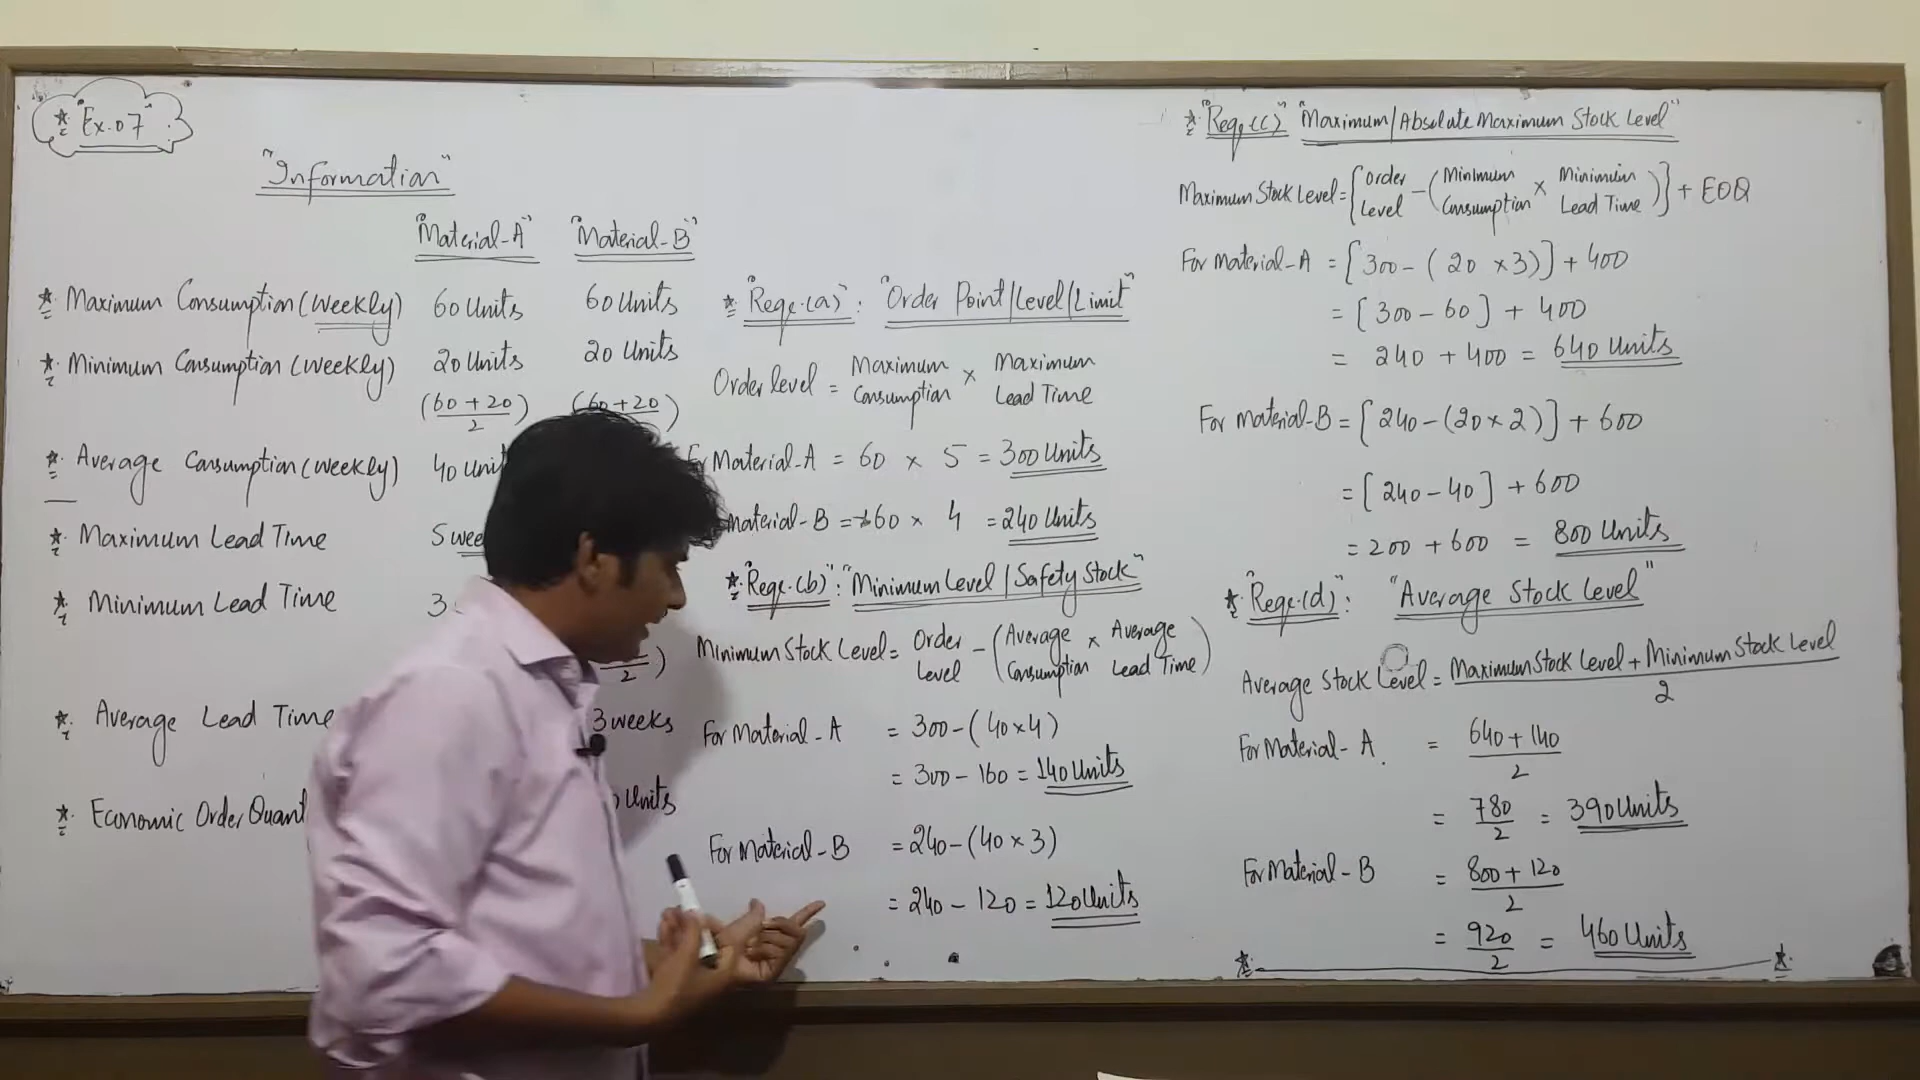 "Ex.07"
"Information"
"Material-A" "Material-B"
Maximum Consumption (Weekly) 60 Units 60 Units
Minimum Consumption (Weekly) 20 Units 20 Units
(60 + 20) (60+20)
2
Average Consumption (Weekly) 40
Maximum Lead Time 5
Minimum Lead Time 3
2)
Average Lead Time 3 weeks
Economic Order Units
"Reqe.(a)": "Order Point/Level/Limit"
Order level = Maximum Consumption × Maximum Lead Time
Material-A = 60 × 5 = 300 Units
Material-B = 60 × 4 = 240 Units
"Reqe.(b)": "Minimum Level/Safety Stock"
Minimum Stock Level = Order Level - (Average Consumption × Average Lead Time)
For Material-A = 300-(40×4)
= 300 - 160 = 140 Units
For Material-B = 240-(40×3)
= 240 - 120 = 120 Units
"Reqe(c)" "Maximum/Absolute Maximum Stock Level"
Maximum Stock Level = [Order Level - (Minimum Consumption × Minimum Lead Time)] + EOQ
For Material-A = [300-(20 ×3)] + 400
= [300-60] + 400
= 240 + 400 = 640 Units
For Material-B = [240-(20×2)] + 600
= [240-40] + 600
= 200 + 600 = 800 Units
"Reqe.(d)": "Average Stock Level"
Average Stock Level = Maximum Stock Level + Minimum Stock Level
2
For Material-A = 640+140
2
= 780/2 = 390 Units
For Material-B = 800+120
2
= 920/2 = 460 Units